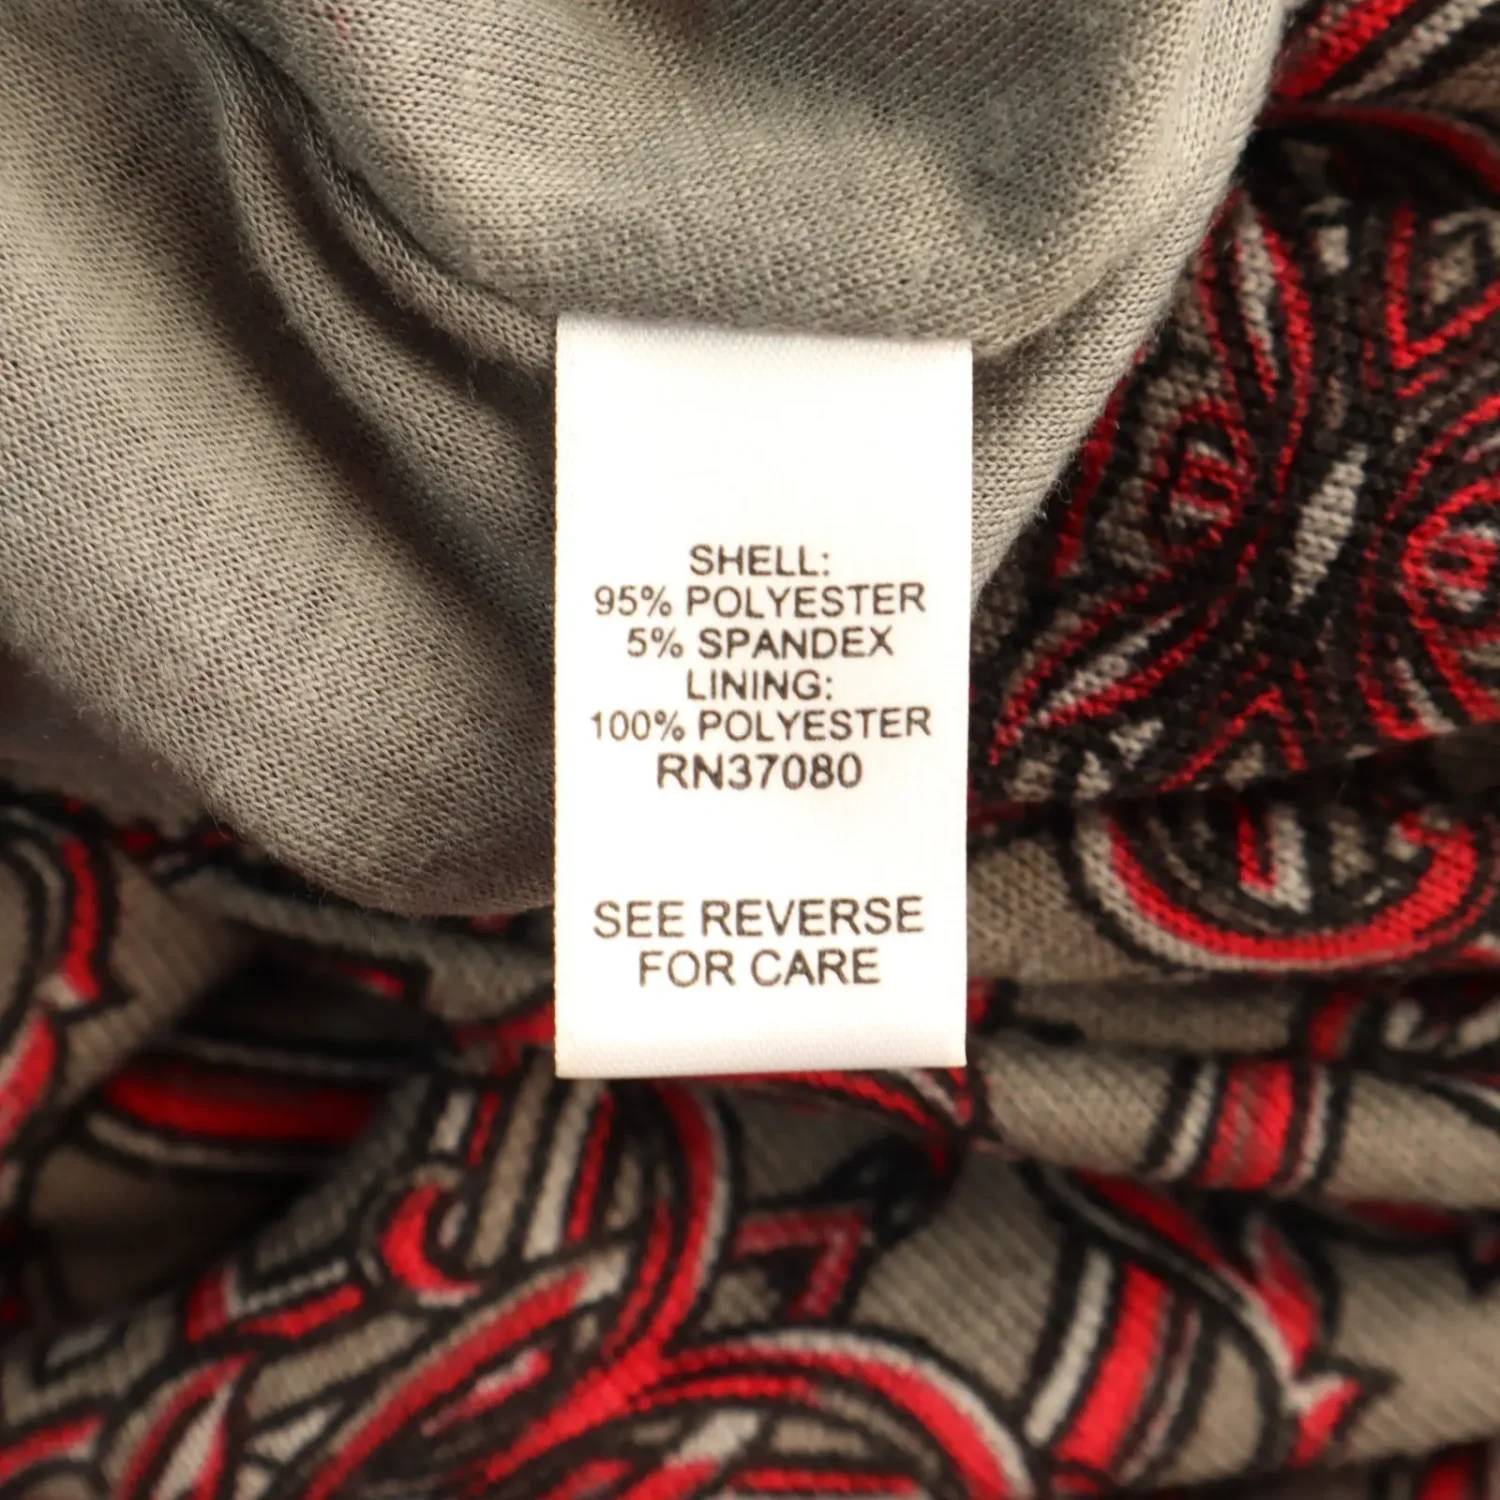 SHELL:
95% POLYESTER
5% SPANDEX
LINING:
100% POLYESTER
RN37080
SEE REVERSE
FOR CARE